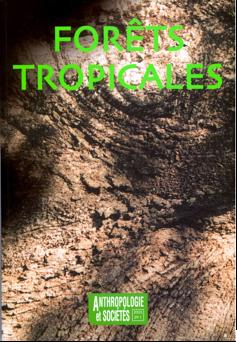 FORÊTS
TROPICALES
ANTHROPOLOGIE
et SOCIÉTÉS